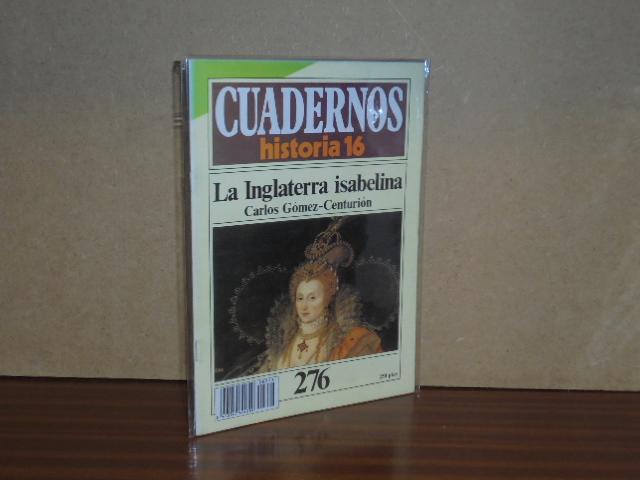 CUADERNOS
historia 16
La Inglaterra isabelina
Carlos Gómez-Centurión
276